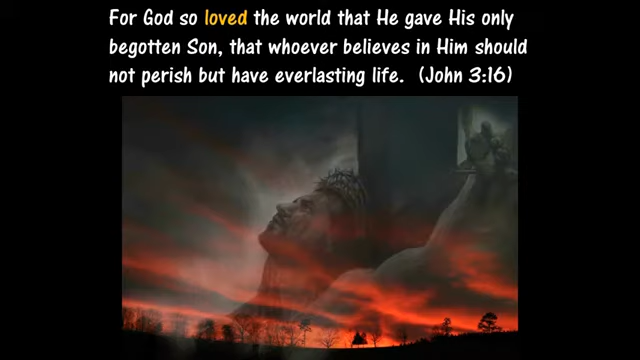 For God so loved the world that He gave His only
begotten Son, that whoever believes in Him should
not perish but have everlasting life.  (John 3:16)